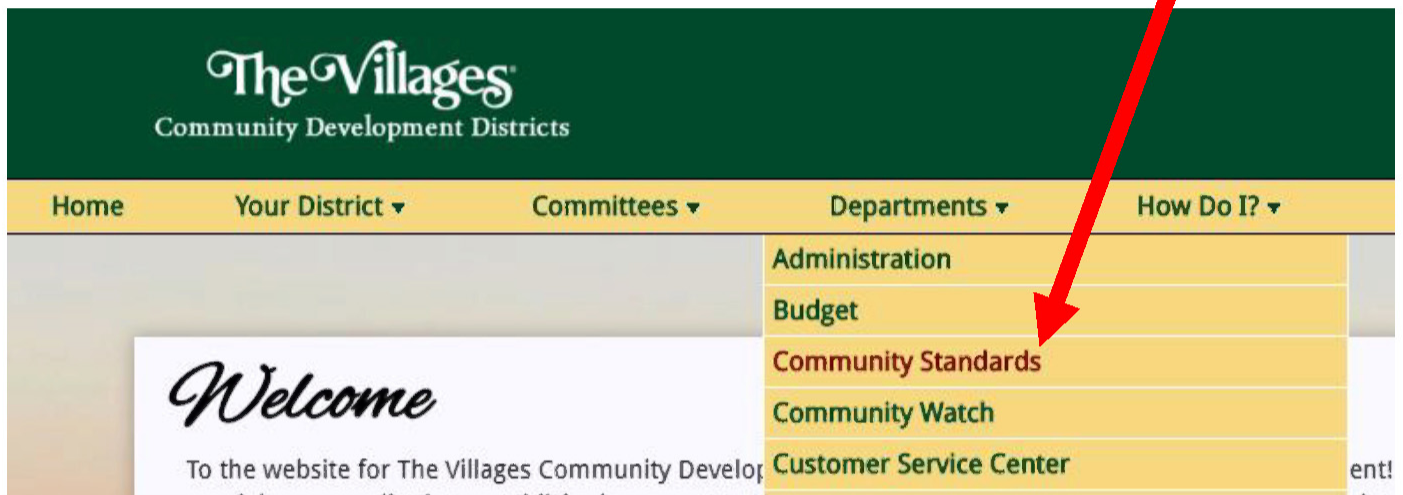 The Villages
Community Development Districts
Home Your District Committees Departments How Do I?
Administration
Budget
Community Standards
Community Watch
Customer Service Center
Welcome
To the website for The Villages Community Develop ent!